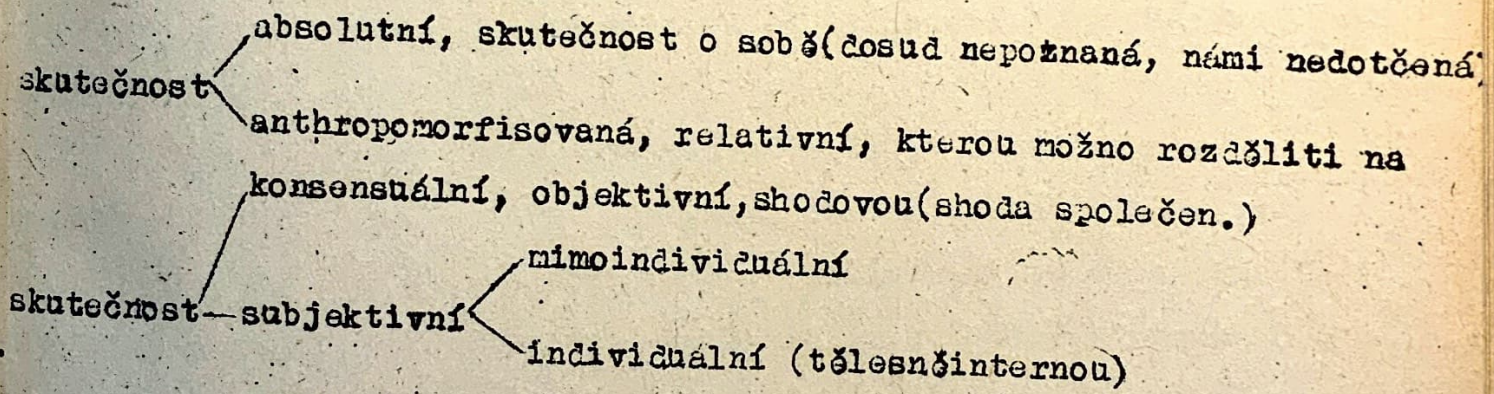 absolutní, skutečnost o sobě(dosud nepoznaná, námi nedotčená)
skutečnost
anthropomorfisovaná, relativní, kterou možno rozděliti na
konsensuální, objektivní,shodovou(shoda společen.)
mimoindividuální
skutečnost—subjektivní
individuální (tělesněinternou)